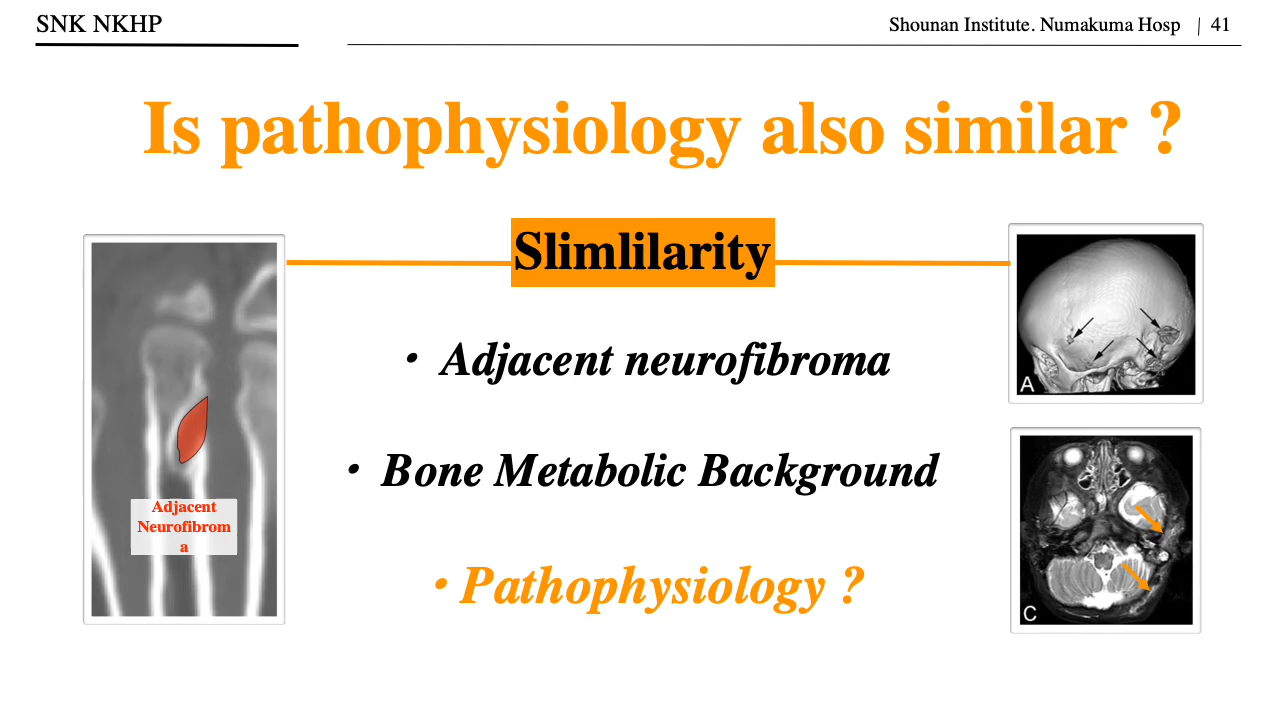 SNK NKHP
Shounan Institute. Numakuma Hosp | 41
Is pathophysiology also similar ?
Slimlilarity
・ Adjacent neurofibroma
・ Bone Metabolic Background
・Pathophysiology ?
Adjacent
Neurofibrom
a
A
C